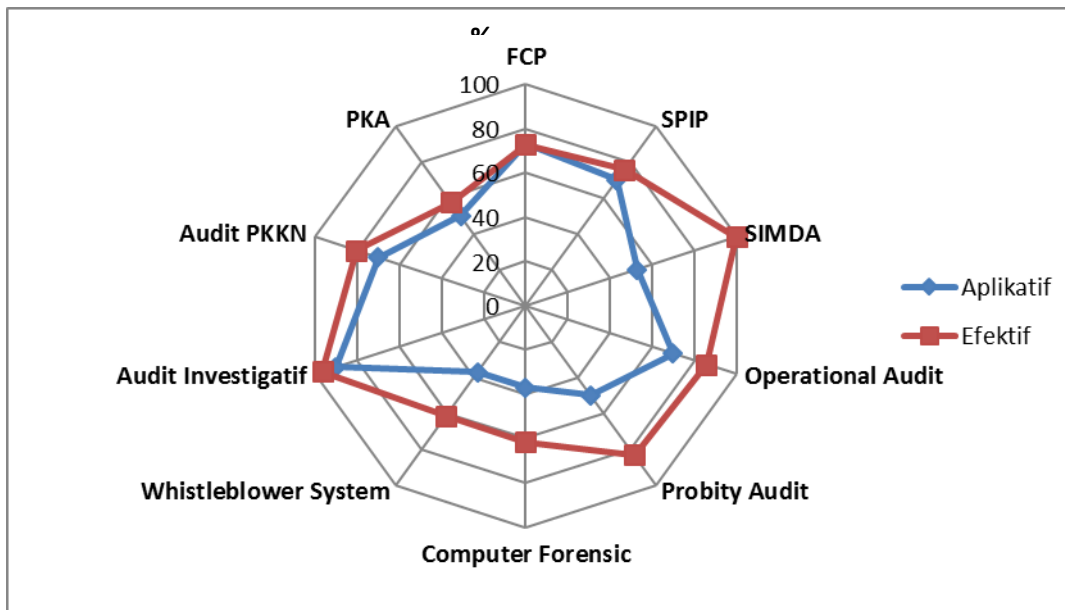 %
FCP
100
PKA
SPIP
80
60
40
Audit PKKN
SIMDA
20
0
Aplikatif
Efektif
Audit Investigatif
Operational Audit
Whistleblower System
Probity Audit
Computer Forensic